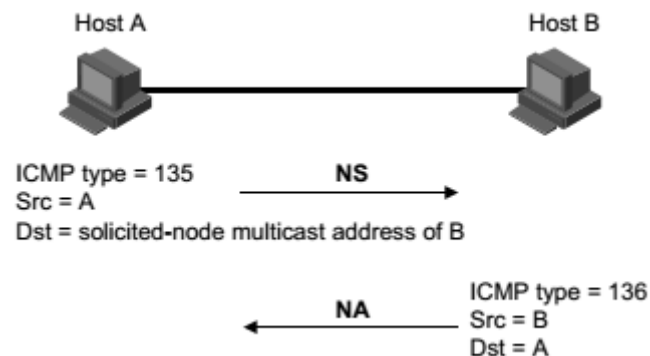 Host A
Host B
ICMP type = 135
Src = A
Dst = solicited-node multicast address of B
NS
NA
ICMP type = 136
Src = B
Dst = A